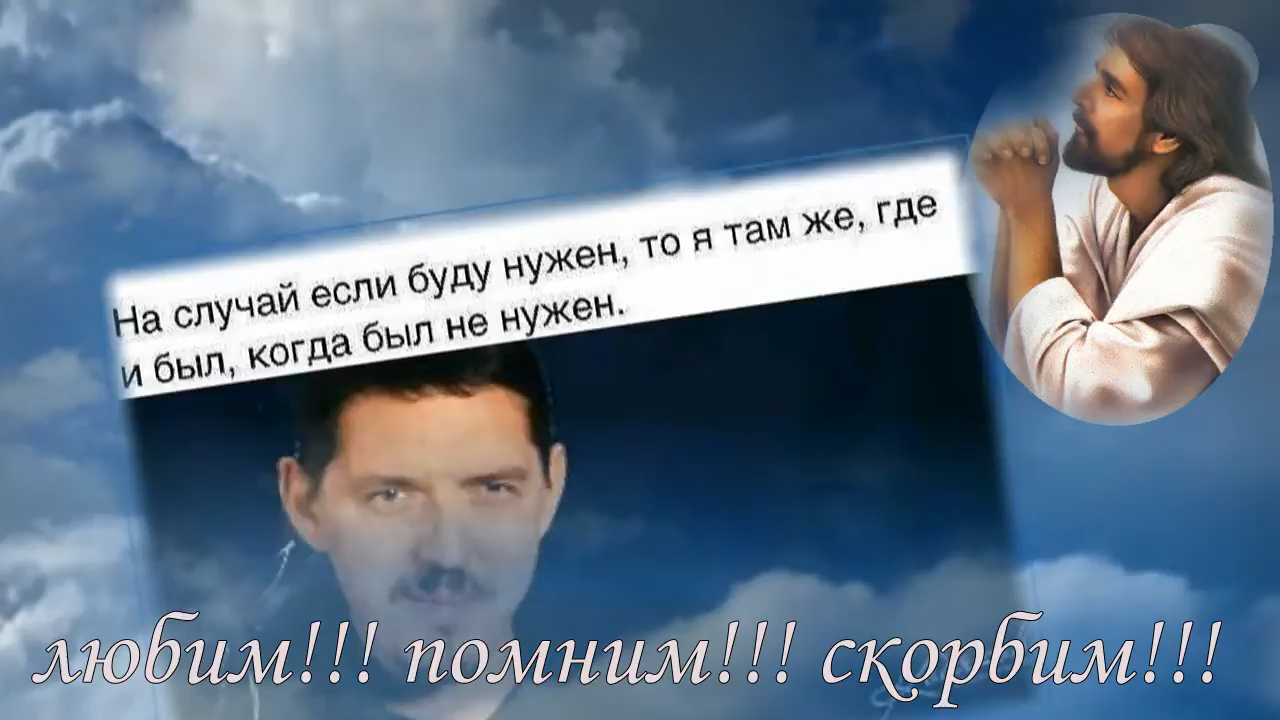 На случай если буду нужен, то я там же, где
и был, когда был не нужен.
любим!!! помним!!! скорбим!!!